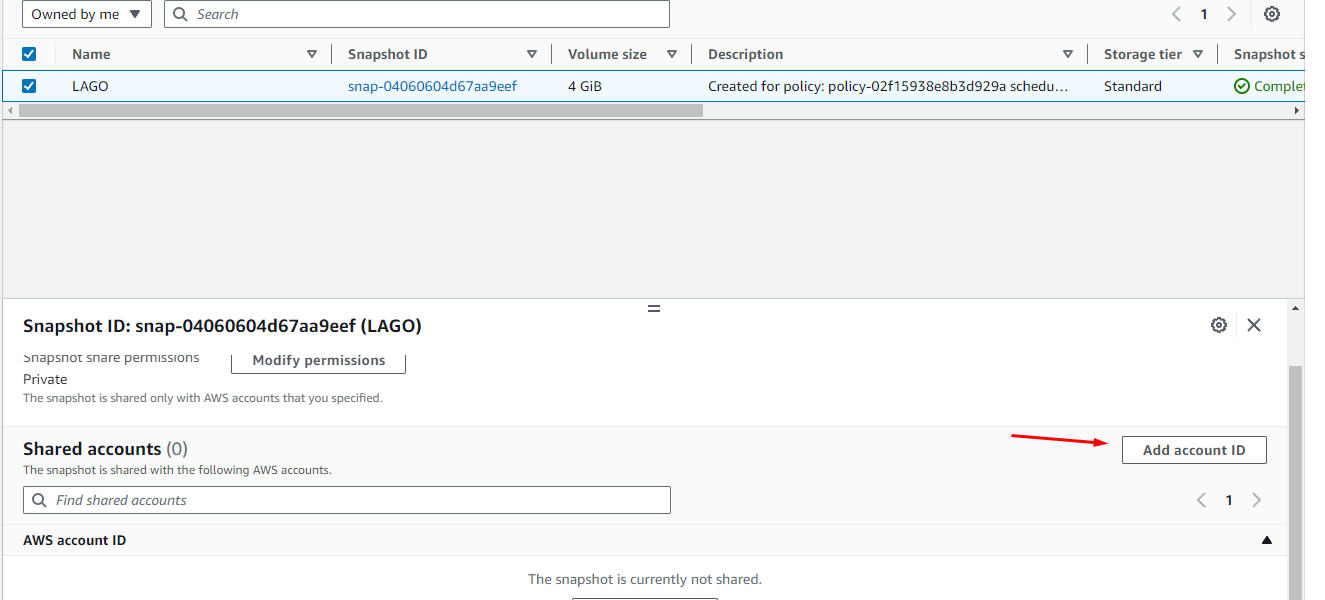 Owned by me Search 1
Name Snapshot ID Volume size Description Storage tier Snapshot s
LAGO snap-04060604d67aa9eef 4 GiB Created for policy: policy-02f15938e8b3d929a schedu... Standard Complet
Snapshot ID: snap-04060604d67aa9eef (LAGO)
Snapshot share permissions Modify permissions
Private
The snapshot is shared only with AWS accounts that you specified.
Shared accounts (0) Add account ID
The snapshot is shared with the following AWS accounts.
Find shared accounts 1
AWS account ID
The snapshot is currently not shared.